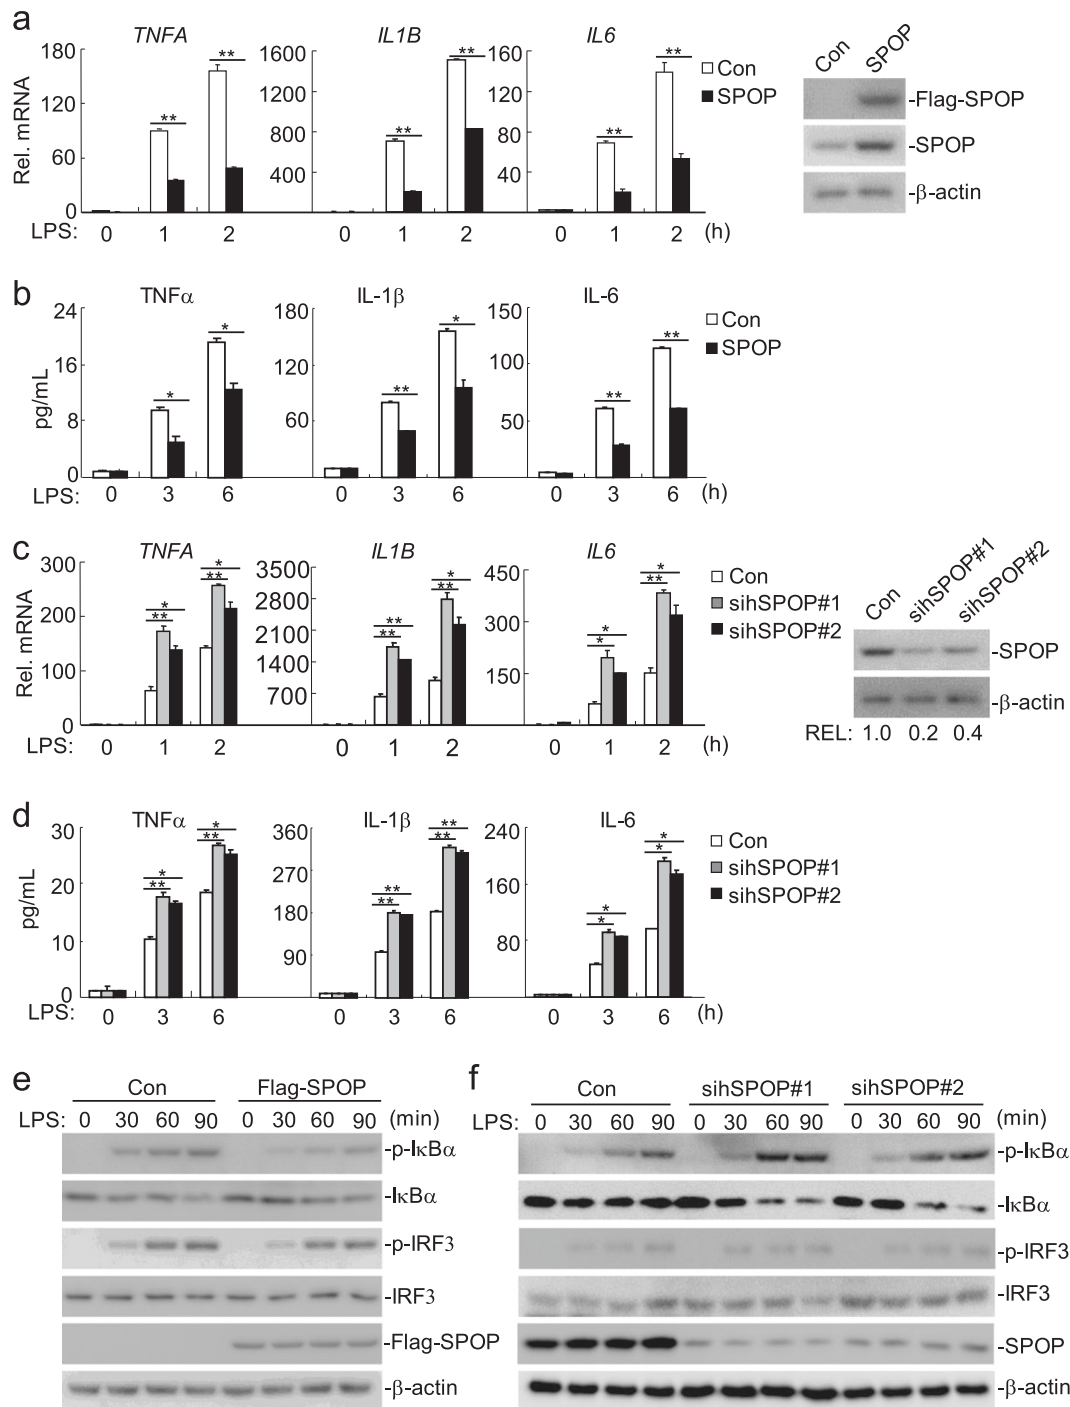 a
TNFA IL1B IL6
Rel. mRNA
180 120 60 0
1600 1200 800 400
160 120 80 40
** ** ** ** ** **
Con
SPOP
LPS: 0 1 2 0 1 2 0 1 2 (h)
Con SPOP
-Flag-SPOP
-SPOP
-β-actin
b
TNFα IL-1β IL-6
pg/mL
24 16 8 0
180 120 60
150 100 50
* * ** * ** **
Con
SPOP
LPS: 0 3 6 0 3 6 0 3 6 (h)
c
TNFA IL1B IL6
Rel. mRNA
300 200 100 0
3500 2800 2100 1400 700
450 300 150
* ** * ** ** ** * ** * * * **
Con
sihSPOP#1
sihSPOP#2
LPS: 0 1 2 0 1 2 0 1 2 (h)
Con sihSPOP#1 sihSPOP#2
-SPOP
-β-actin
REL: 1.0 0.2 0.4
d
TNFα IL-1β IL-6
pg/mL
30 20 10 0
360 270 180 90
240 160 80
* ** * ** ** ** ** ** * * * *
Con
sihSPOP#1
sihSPOP#2
LPS: 0 3 6 0 3 6 0 3 6 (h)
e
Con Flag-SPOP
LPS: 0 30 60 90 0 30 60 90 (min)
-p-IκBα
-IκBα
-p-IRF3
-IRF3
-Flag-SPOP
-β-actin
f
Con sihSPOP#1 sihSPOP#2
LPS: 0 30 60 90 0 30 60 90 0 30 60 90 (min)
-p-IκBα
-IκBα
-p-IRF3
-IRF3
-SPOP
-β-actin